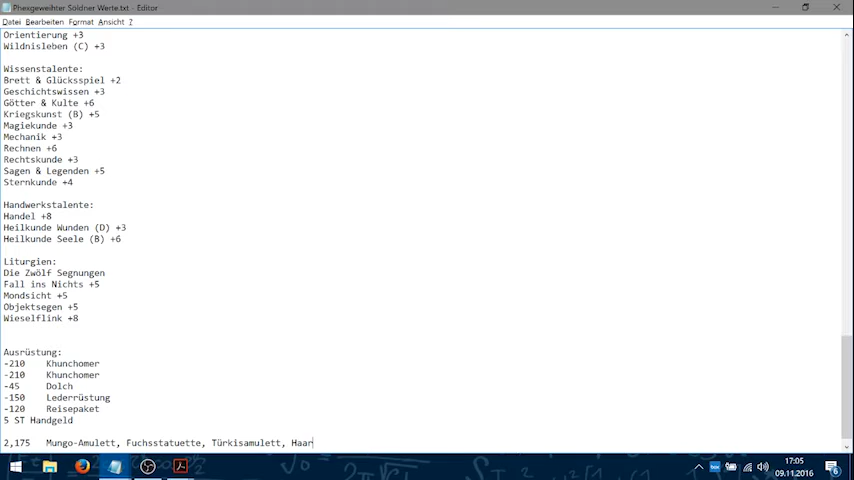 Phexgeweihter Söldner Werte.txt - Editor
Datei Bearbeiten Format Ansicht ?
Orientierung +3
Wildnisleben (C) +3
Wissenstalente:
Brett & Glücksspiel +2
Geschichtswissen +3
Götter & Kulte +6
Kriegskunst (B) +5
Magiekunde +3
Mechanik +3
Rechnen +6
Rechtskunde +3
Sagen & Legenden +5
Sternkunde +4
Handwerkstalente:
Handel +8
Heilkunde Wunden (D) +3
Heilkunde Seele (B) +6
Liturgien:
Die Zwölf Segnungen
Fall ins Nichts +5
Mondsicht +5
Objektsegen +5
Wieselflink +8
Ausrüstung:
-210 Khunchomer
-210 Khunchomer
-45 Dolch
-150 Lederrüstung
-120 Reisepaket
5 ST Handgeld
2,175 Mungo-Amulett, Fuchsstatuette, Türkisamulett, Haar
17:05
09.11.2016